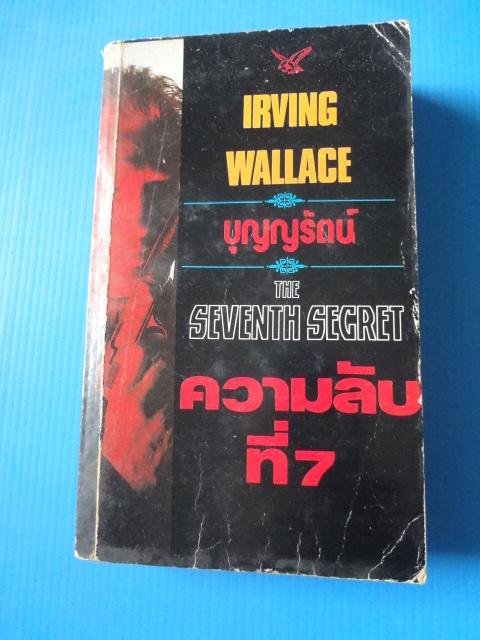 IRVING
WALLACE
บุญญรัตน์
THE
SEVENTH SECRET
ความลับ
ที่7